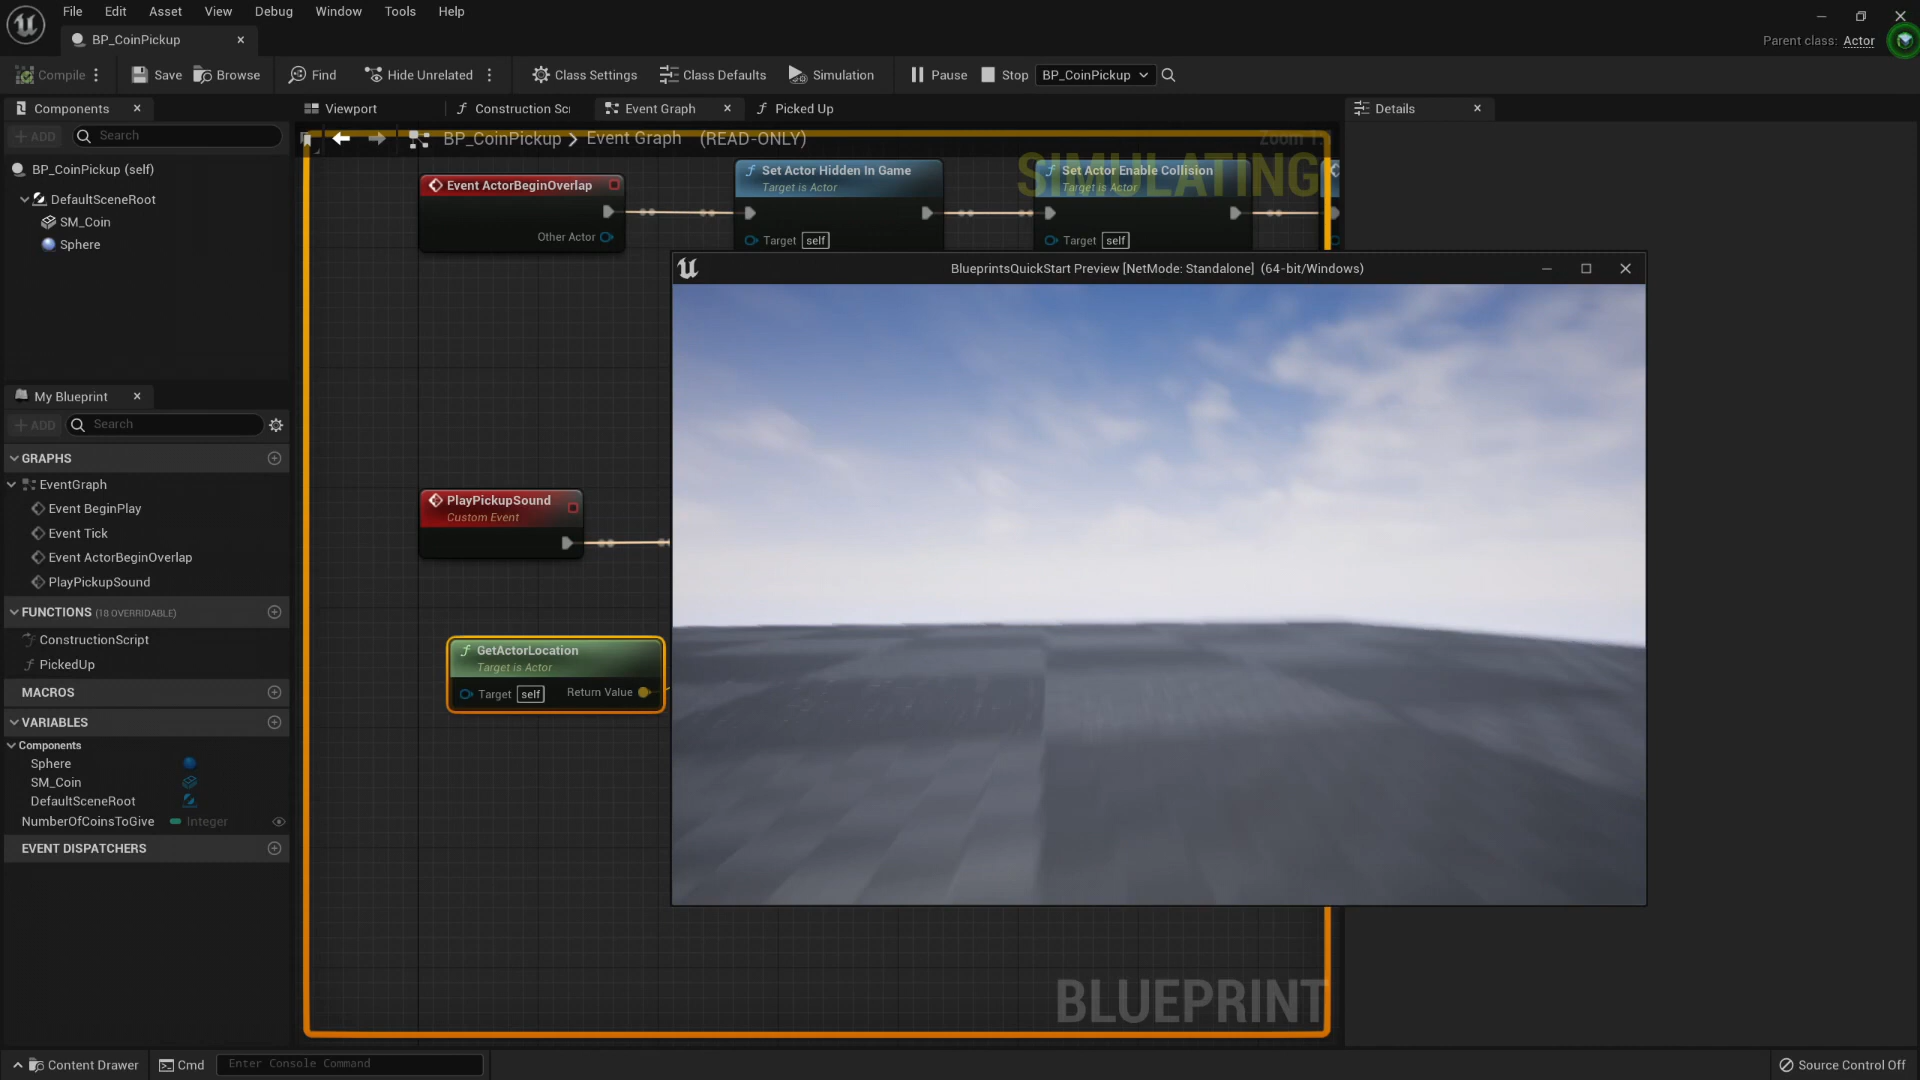 File Edit Asset View Debug Window Tools Help
BP_CoinPickup
Parent class: Actor
Compile Save Browse Find Hide Unrelated Class Settings Class Defaults Simulation Pause Stop BP_CoinPickup
Components
Viewport
Construction Sc
Event Graph
Picked Up
Details
ADD Search
BP_CoinPickup > Event Graph (READ-ONLY)
Zoom 1:
SIMULATING
BP_CoinPickup (self)
DefaultSceneRoot
SM_Coin
Sphere
Event ActorBeginOverlap
Other Actor
Set Actor Hidden In Game
Target is Actor
Target self
Set Actor Enable Collision
Target is Actor
Target self
BlueprintsQuickStart Preview [NetMode: Standalone] (64-bit/Windows)
My Blueprint
ADD Search
GRAPHS
EventGraph
Event BeginPlay
Event Tick
Event ActorBeginOverlap
PlayPickupSound
FUNCTIONS (18 OVERRIDABLE)
ConstructionScript
PickedUp
MACROS
VARIABLES
Components
Sphere
SM_Coin
DefaultSceneRoot
NumberOfCoinsToGive Integer
EVENT DISPATCHERS
PlayPickupSound
Custom Event
GetActorLocation
Target is Actor
Target self Return Value
BLUEPRINT
Content Drawer Cmd Enter Console Command
Source Control Off